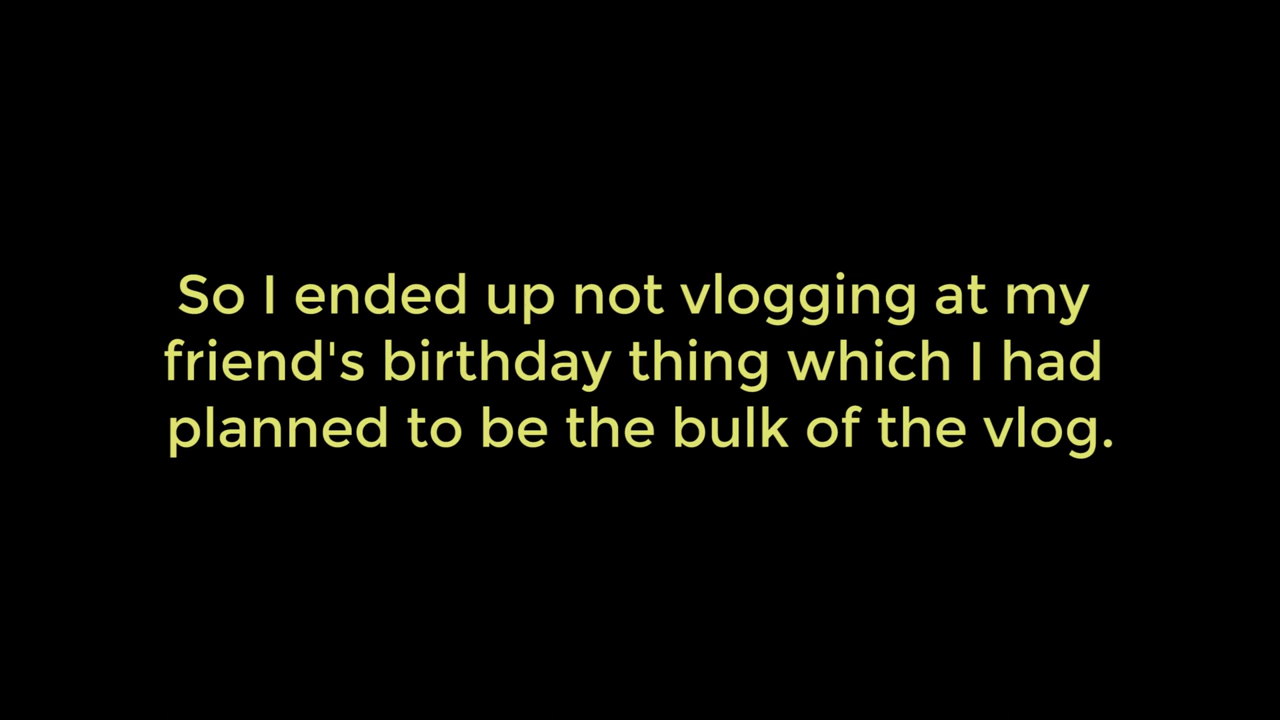 So I ended up not vlogging at my
friend's birthday thing which I had
planned to be the bulk of the vlog.